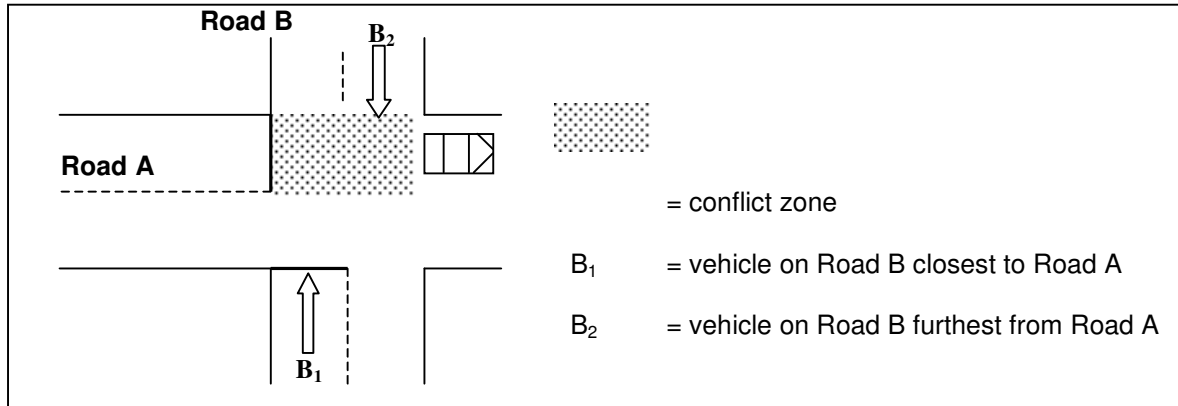 Road B
B₂
Road A
= conflict zone
B₁ = vehicle on Road B closest to Road A
B₂ = vehicle on Road B furthest from Road A
B₁